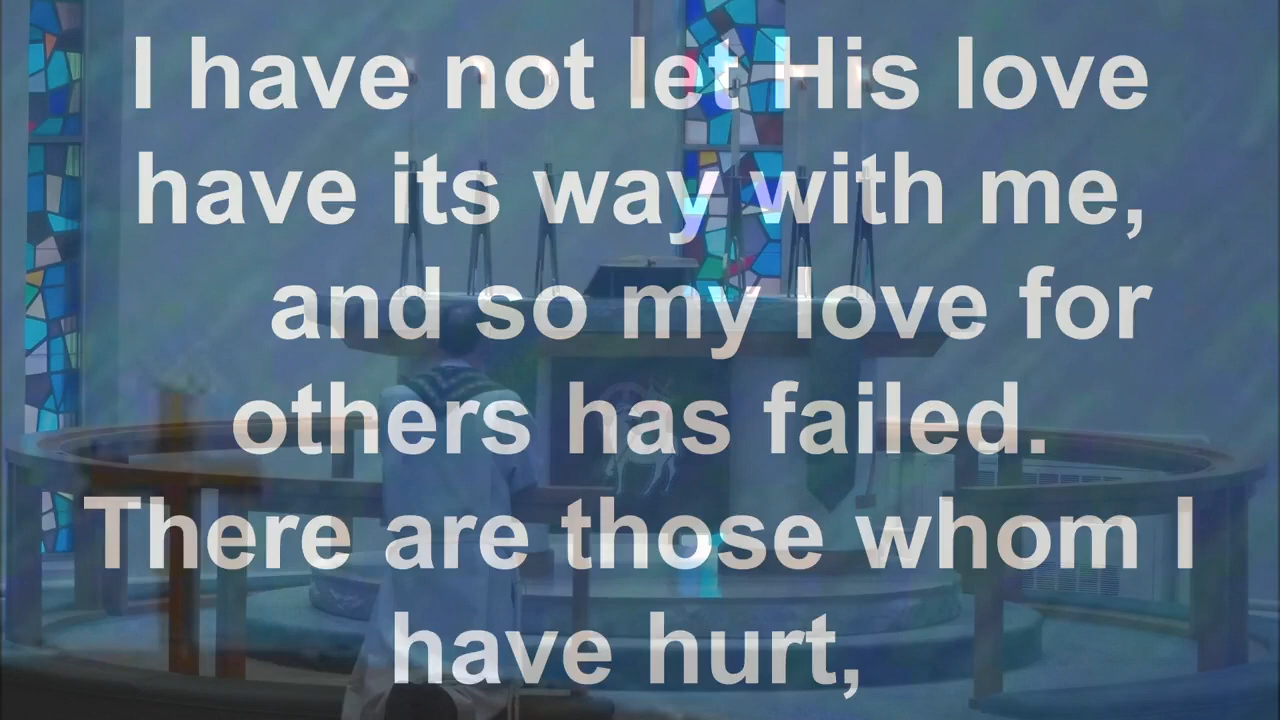 I have not let His love
have its way with me,
and so my love for
others has failed.
There are those whom I
have hurt,